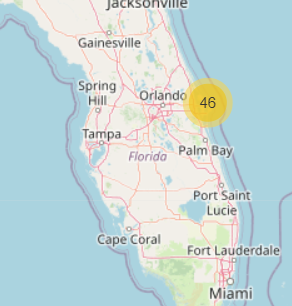 Jacksonville
Gainesville
Spring
Hill
Orlando
46
Tampa
Palm Bay
Florida
Port Saint
Lucie
Cape Coral
Fort Lauderdale
Miami